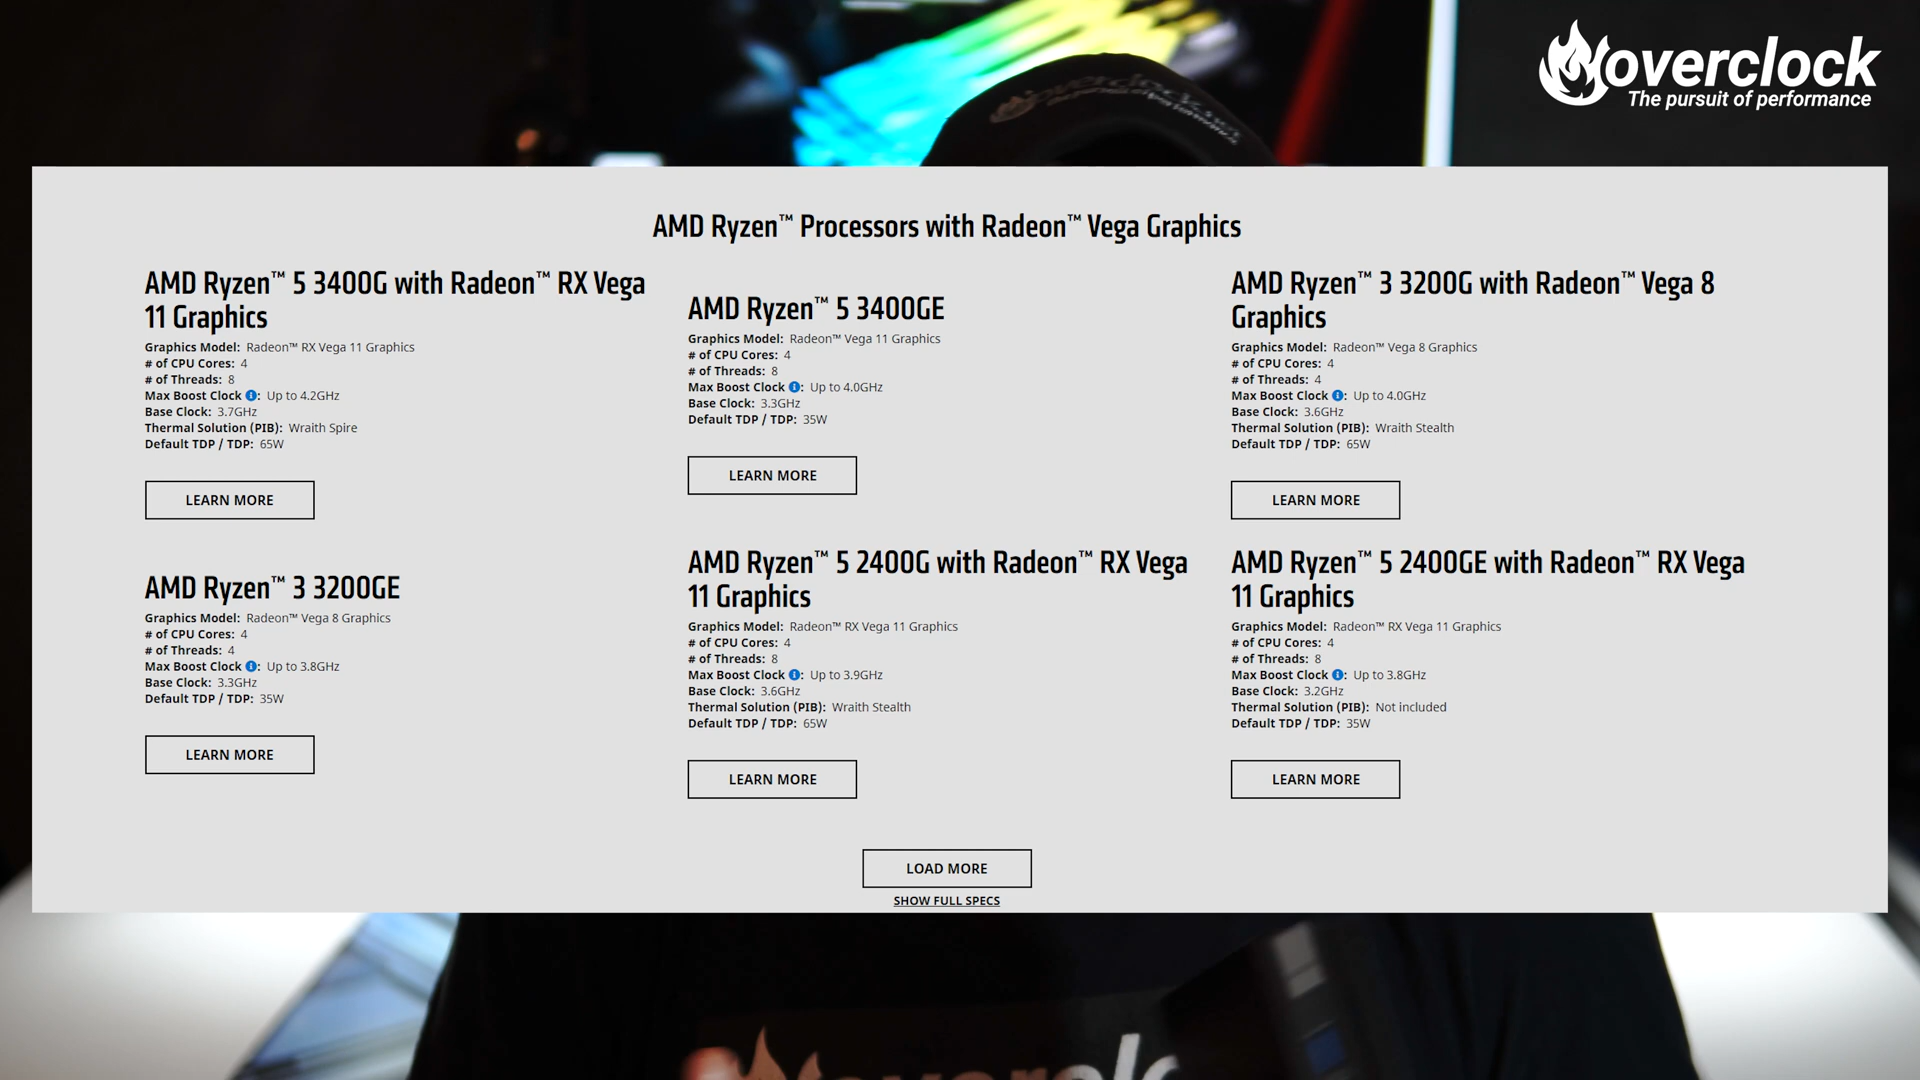 overclock
The pursuit of performance
AMD Ryzen™ Processors with Radeon™ Vega Graphics
AMD Ryzen™ 5 3400G with Radeon™ RX Vega
11 Graphics
Graphics Model: Radeon™ RX Vega 11 Graphics
# of CPU Cores: 4
# of Threads: 8
Max Boost Clock : Up to 4.2GHz
Base Clock: 3.7GHz
Thermal Solution (PIB): Wraith Spire
Default TDP / TDP: 65W
LEARN MORE
AMD Ryzen™ 5 3400GE
Graphics Model: Radeon™ Vega 11 Graphics
# of CPU Cores: 4
# of Threads: 8
Max Boost Clock : Up to 4.0GHz
Base Clock: 3.3GHz
Default TDP / TDP: 35W
LEARN MORE
AMD Ryzen™ 3 3200G with Radeon™ Vega 8
Graphics
Graphics Model: Radeon™ Vega 8 Graphics
# of CPU Cores: 4
# of Threads: 4
Max Boost Clock : Up to 4.0GHz
Base Clock: 3.6GHz
Thermal Solution (PIB): Wraith Stealth
Default TDP / TDP: 65W
LEARN MORE
AMD Ryzen™ 3 3200GE
Graphics Model: Radeon™ Vega 8 Graphics
# of CPU Cores: 4
# of Threads: 4
Max Boost Clock : Up to 3.8GHz
Base Clock: 3.3GHz
Default TDP / TDP: 35W
LEARN MORE
AMD Ryzen™ 5 2400G with Radeon™ RX Vega
11 Graphics
Graphics Model: Radeon™ RX Vega 11 Graphics
# of CPU Cores: 4
# of Threads: 8
Max Boost Clock : Up to 3.9GHz
Base Clock: 3.6GHz
Thermal Solution (PIB): Wraith Stealth
Default TDP / TDP: 65W
LEARN MORE
AMD Ryzen™ 5 2400GE with Radeon™ RX Vega
11 Graphics
Graphics Model: Radeon™ RX Vega 11 Graphics
# of CPU Cores: 4
# of Threads: 8
Max Boost Clock : Up to 3.8GHz
Base Clock: 3.2GHz
Thermal Solution (PIB): Not included
Default TDP / TDP: 35W
LEARN MORE
LOAD MORE
SHOW FULL SPECS